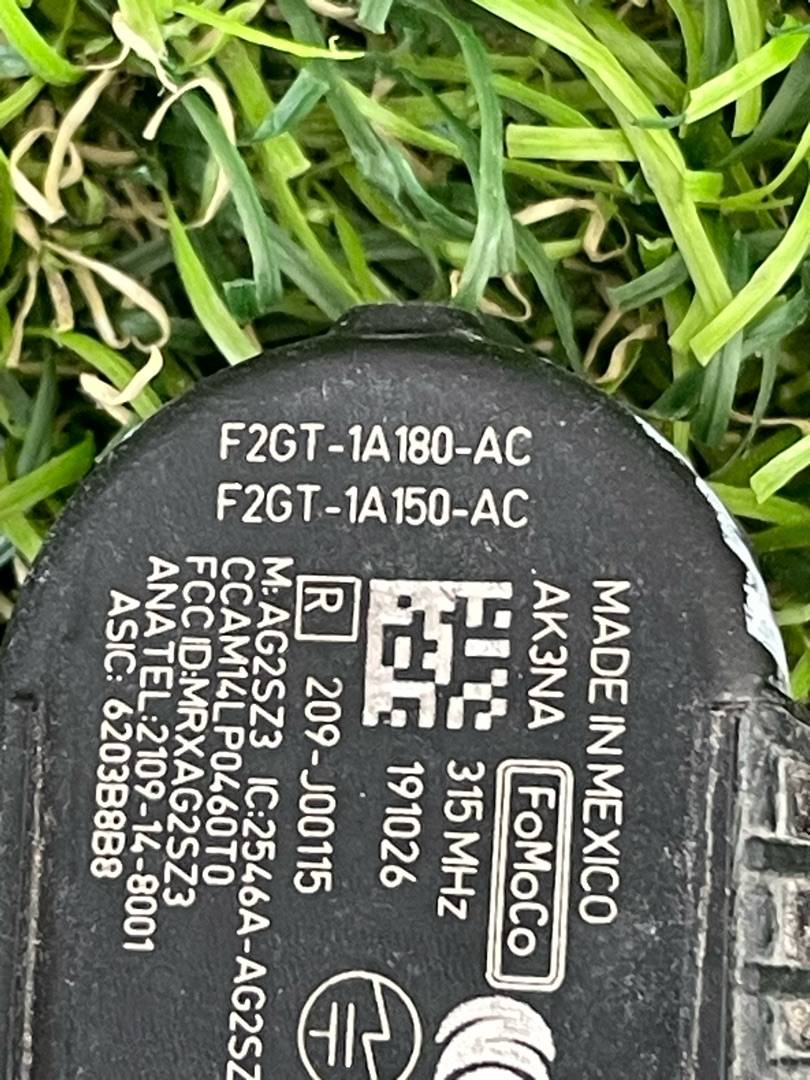 F2GT-1A180-AC
F2GT-1A150-AC
MADE IN MEXICO
AK3NA FoMoCo
315 MHz
191026
R 209-J00115
M: AG2SZ3 IC:2546A-AG2SZ
CCAM14LP0460T0
FCC ID:MRXAG2SZ3
ANATEL:2109-14-8001
ASIC: 6203B8B8